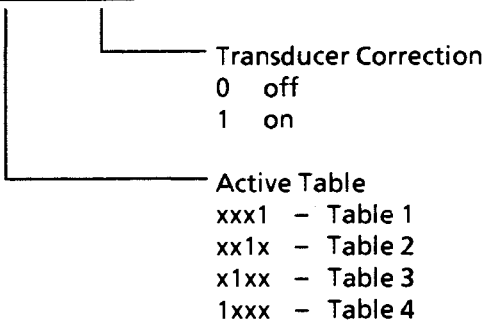 Transducer Correction
0 off
1 on
Active Table
xxx1 – Table 1
xx1x – Table 2
x1xx – Table 3
1xxx – Table 4